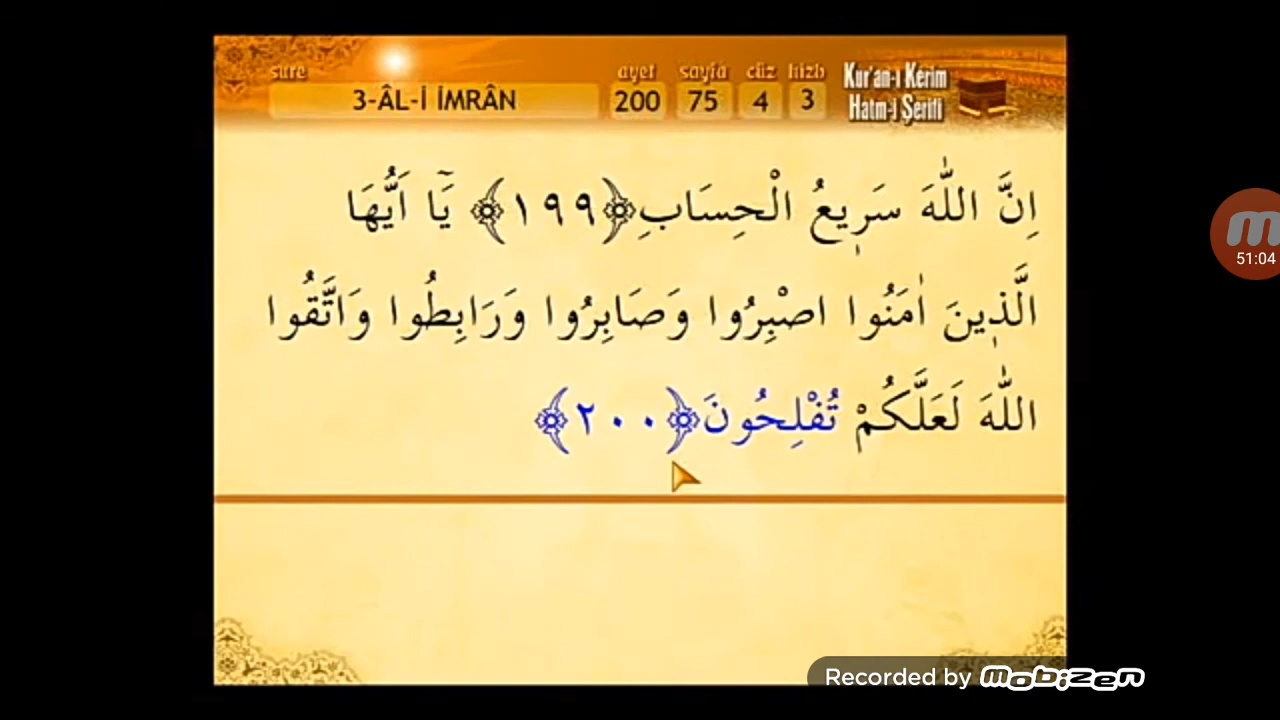 sure ayet sayfa cüz hizb
3-ÂL-İ İMRÂN 200 75 4 3
Kur'an-ı Kerim
Hatm-i Şerifi
اِنَّ اللّٰهَ سَرٖيعُ الْحِسَابِ﴿١٩٩﴾ يَٓا اَيُّهَا
الَّذٖينَ اٰمَنُوا اصْبِرُوا وَصَابِرُوا وَرَابِطُوا وَاتَّقُوا
اللّٰهَ لَعَلَّكُمْ تُفْلِحُونَ﴿٢٠٠﴾
51:04
Recorded by Mobizen